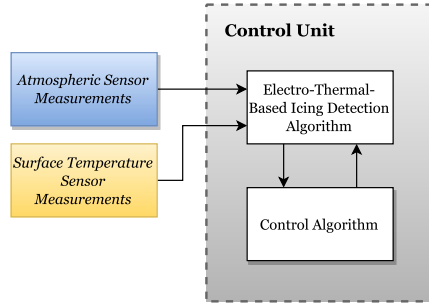 Control Unit
Atmospheric Sensor
Measurements
Electro-Thermal-
Based Icing Detection
Algorithm
Surface Temperature
Sensor
Measurements
Control Algorithm